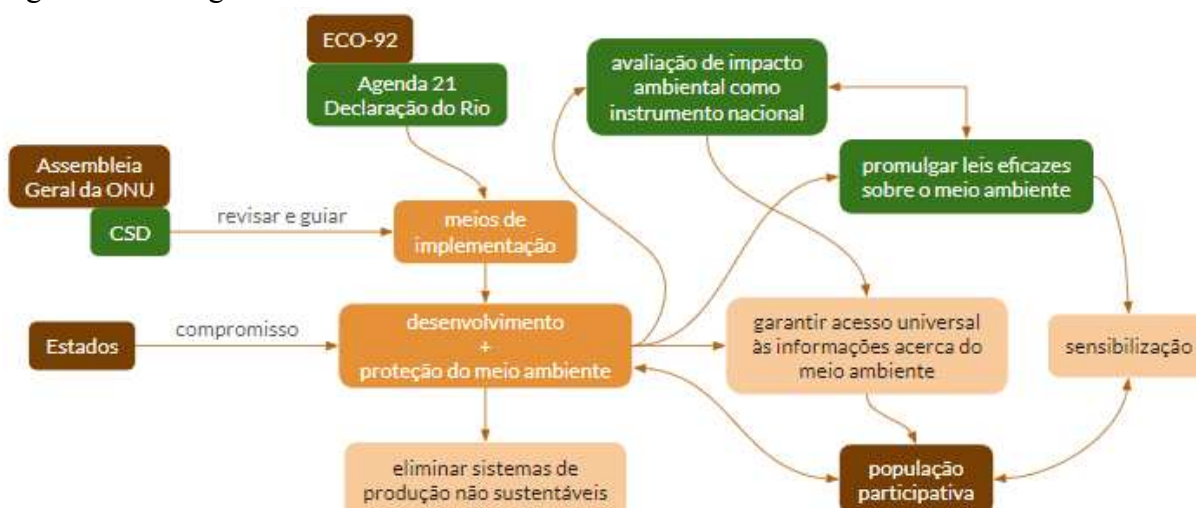 ECO-92
Agenda 21
Declaração do Rio
avaliação de impacto
ambiental como
instrumento nacional
Assembleia
Geral da ONU
CSD
revisar e guiar
meios de
implementação
promulgar leis eficazes
sobre o meio ambiente
Estados
compromisso
desenvolvimento
+
proteção do meio ambiente
garantir acesso universal
às informações acerca do
meio ambiente
sensibilização
eliminar sistemas de
produção não sustentáveis
população
participativa